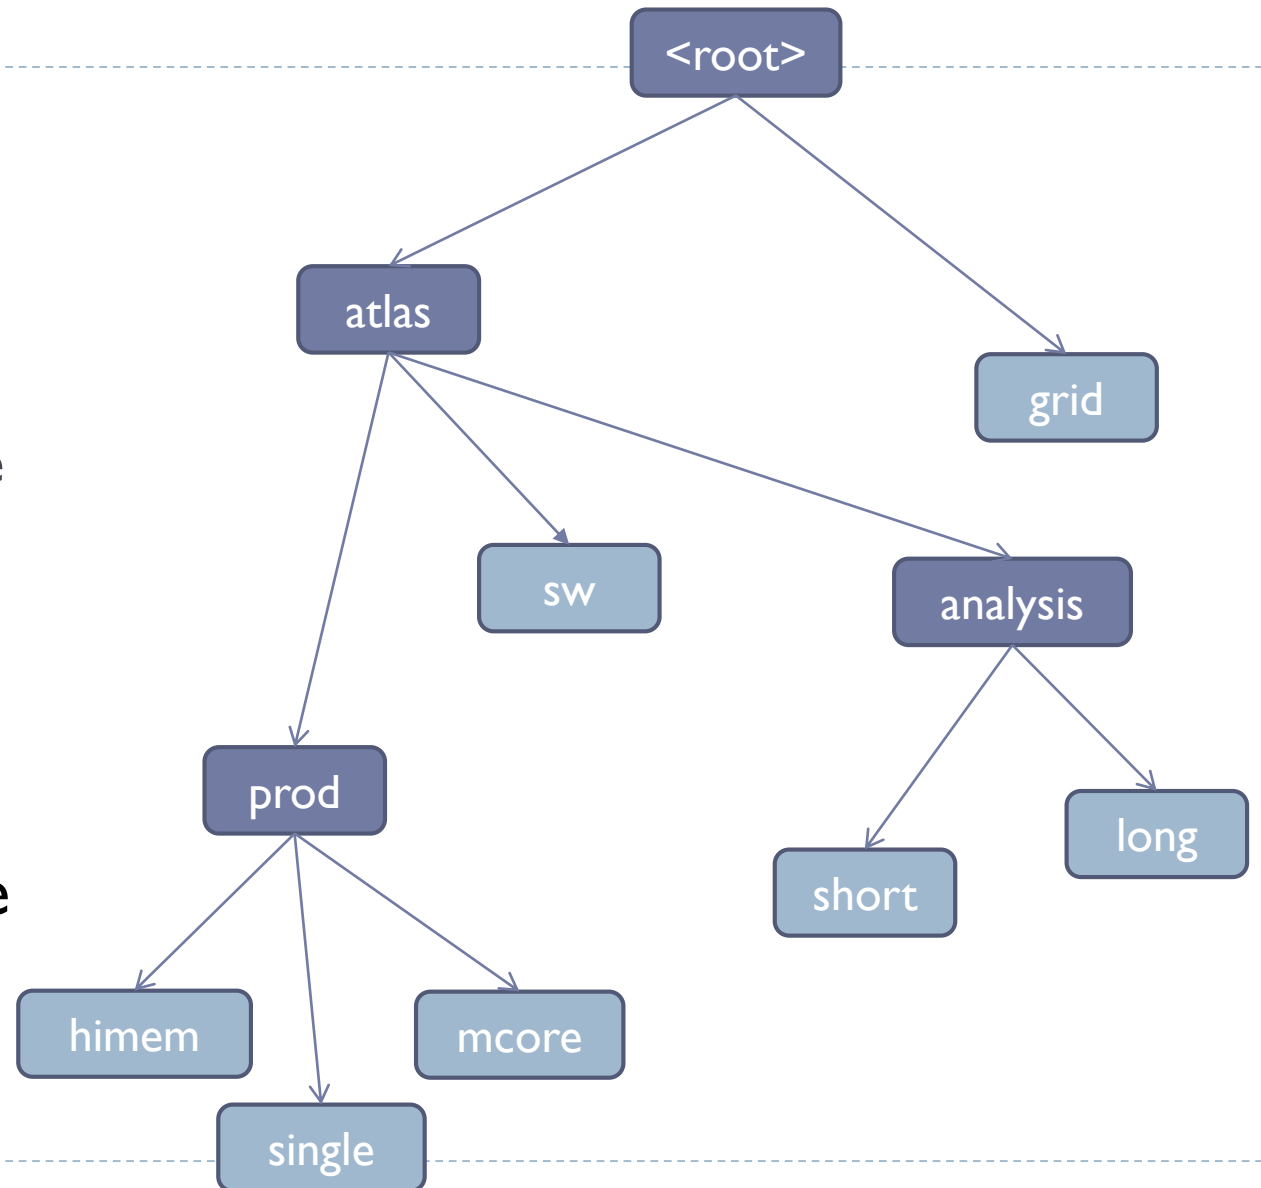 <root>
atlas
grid
e
sw
analysis
prod
long
short
e
himem
mcore
single